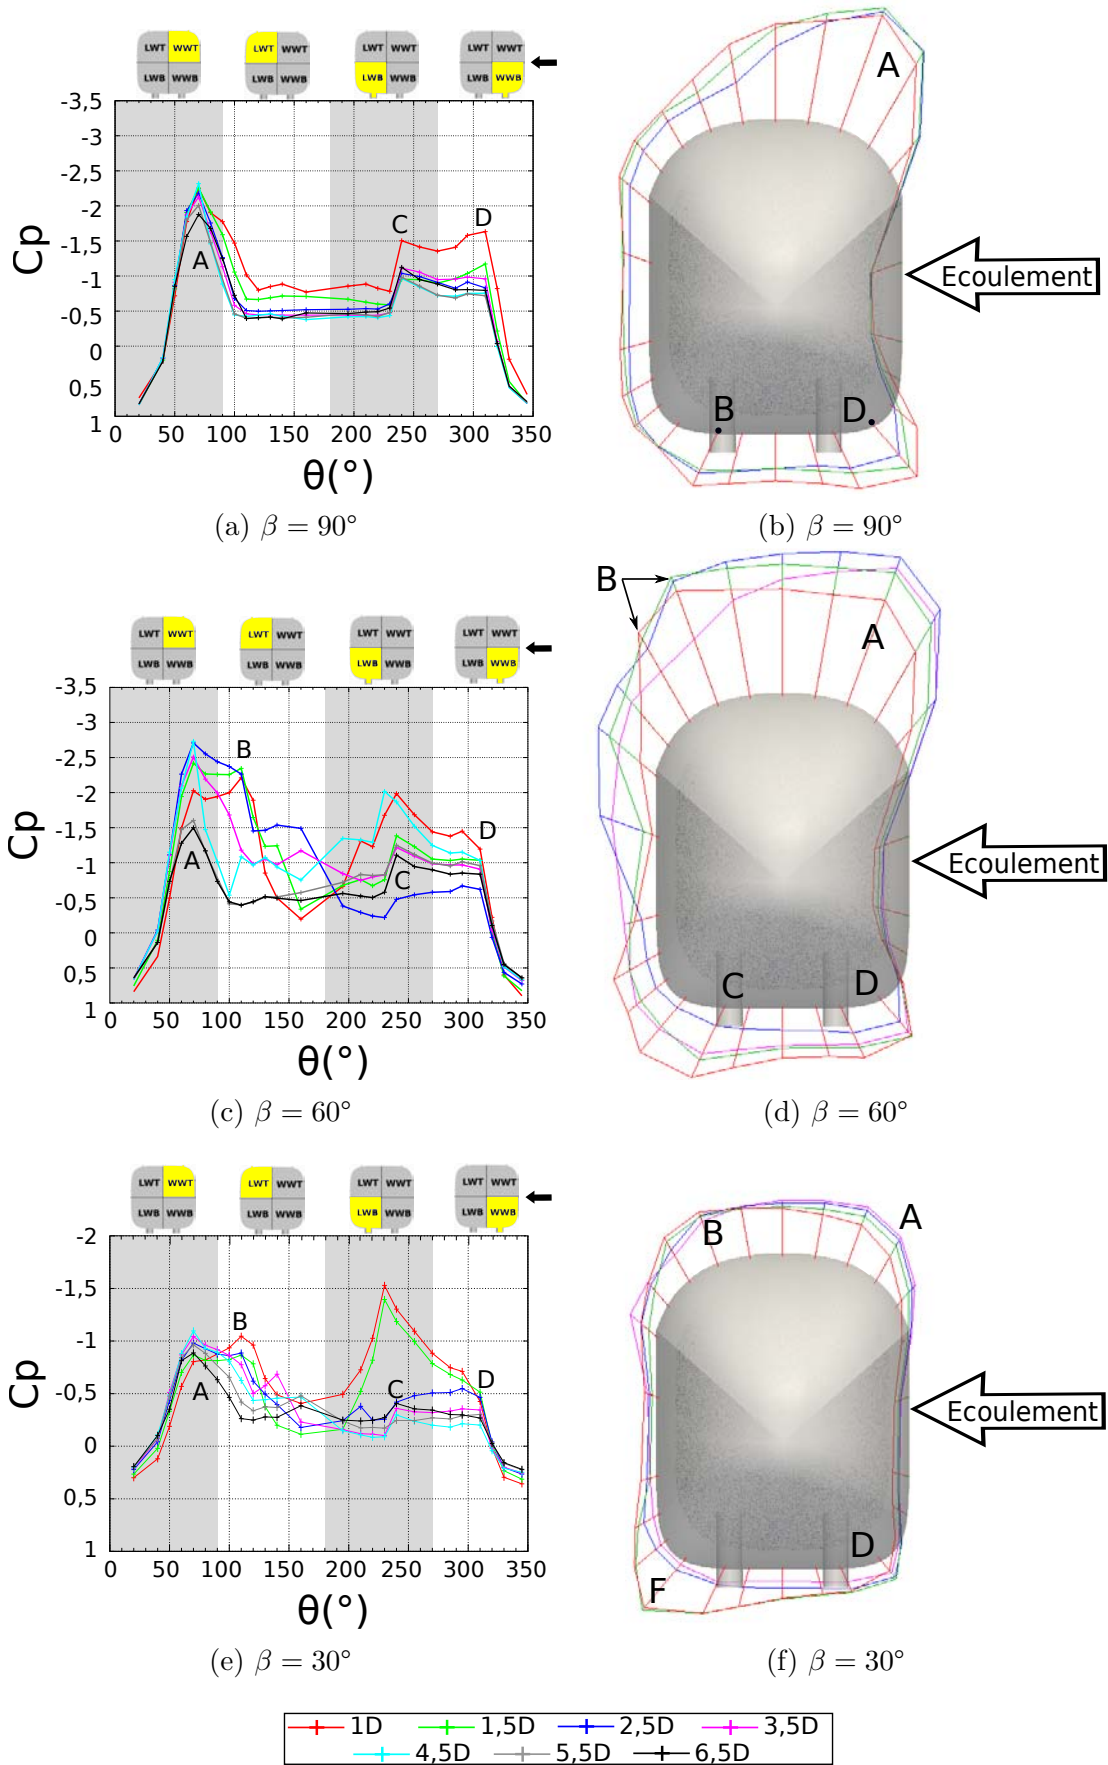 LWT WWT LWT WWT LWT WWT LWT WWT
LWB WWB LWB WWB LWB WWB LWB WWB
-3,5
-3
-2,5
-2
-1,5
-1
-0,5
0
0,5
1
Cp
A
C
D
0 50 100 150 200 250 300 350
θ(°)
(a) β = 90°
A
Ecoulement
B
D
(b) β = 90°
LWT WWT LWT WWT LWT WWT LWT WWT
LWB WWB LWB WWB LWB WWB LWB WWB
-3,5
-3
-2,5
-2
-1,5
-1
-0,5
0
0,5
1
Cp
A
B
C
D
0 50 100 150 200 250 300 350
θ(°)
(c) β = 60°
B
A
Ecoulement
C
D
(d) β = 60°
LWT WWT LWT WWT LWT WWT LWT WWT
LWB WWB LWB WWB LWB WWB LWB WWB
-2
-1,5
-1
-0,5
0
0,5
1
Cp
A
B
C
D
0 50 100 150 200 250 300 350
θ(°)
(e) β = 30°
A
B
Ecoulement
D
F
(f) β = 30°
1D 1,5D 2,5D 3,5D
4,5D 5,5D 6,5D